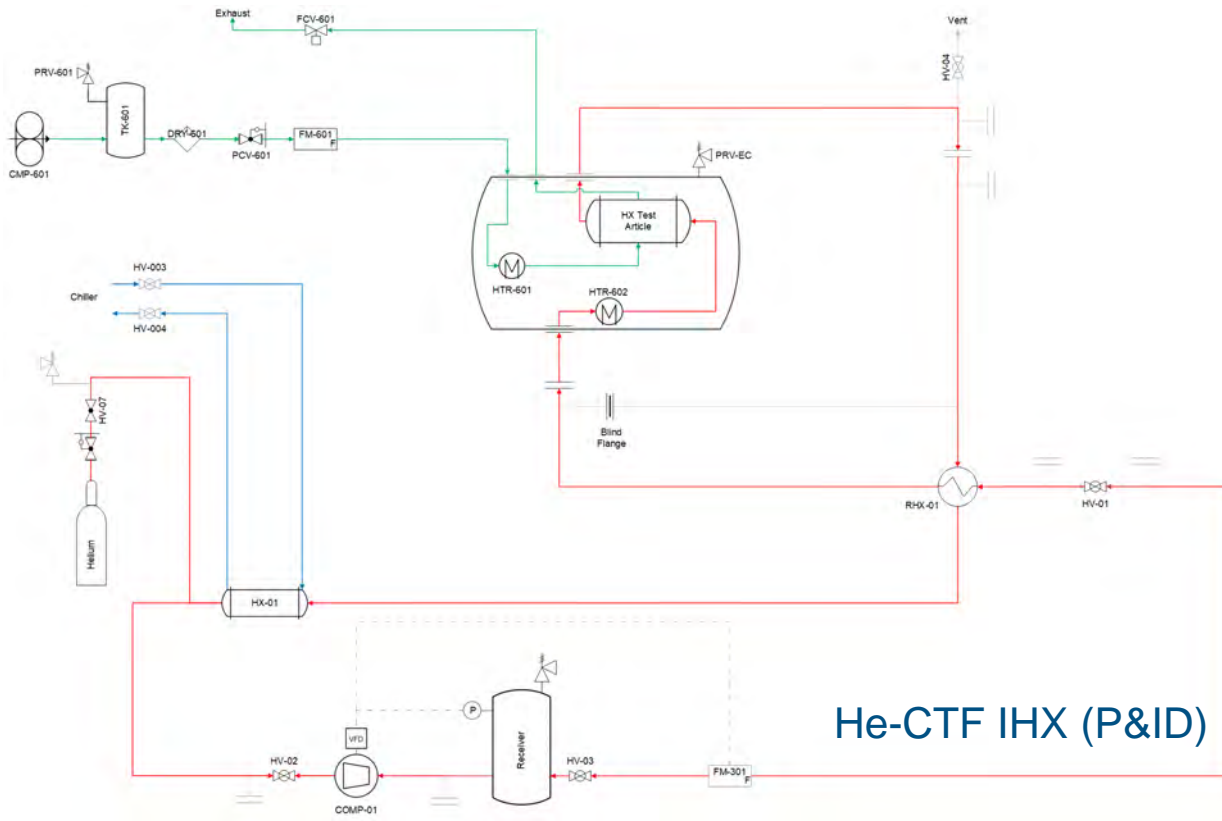 Exhaust
FCV-601
Vent
HV-04
PRV-601
TK-601
DRY-601
PCV-601
FM-601
F
CMP-601
PRV-EC
HX Test
Article
HTR-601
HTR-602
HV-003
Chiller
HV-004
HV-07
Blind
Flange
RHX-01
HV-01
Helium
HX-01
P
Receiver
VFD
HV-02
HV-03
FM-301
F
COMP-01
He-CTF IHX (P&ID)